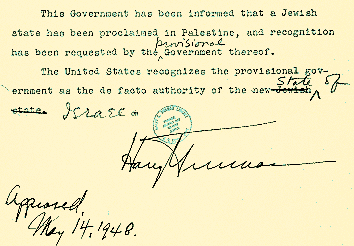 This Government has been informed that a Jewish
state has been proclaimed in Palestine, and recognition
provisional
has been requested by the Government thereof.
The United States recognizes the provisional gov-
State of
ernment as the de facto authority of the new Jewish
state. Israel.
Harry Truman
Approved,
May 14, 1948.